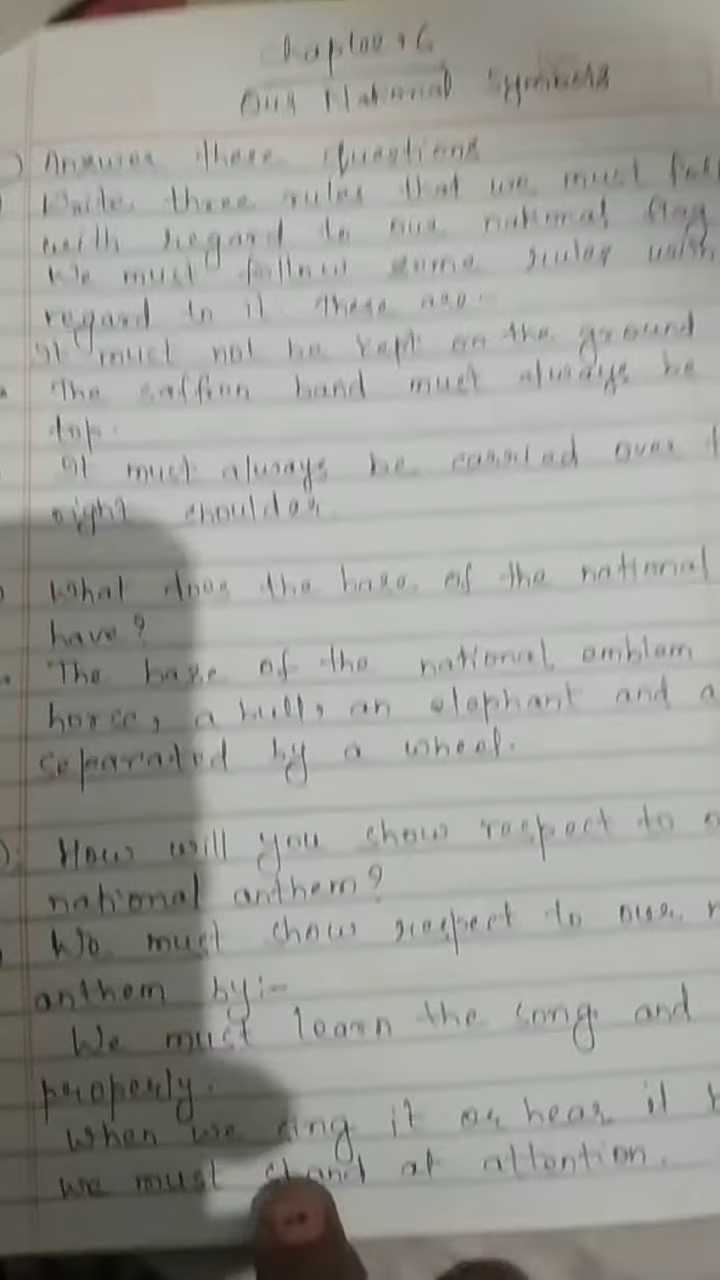 Chapter 6
Our National Symbols
Answer these questions
Write three rules that we must foll
with regard to our national flag
We must follow some rules with
regard to it. These are:-
It must not be kept on the ground
The saffron band must always be
top.
It must always be carried over t
right shoulder.
What does the base of the national
have?
The base of the national emblem
horse, a bull, an elephant and a
separated by a wheel.
How will you show respect to o
national anthem?
We must show respect to our n
anthem by:-
We must learn the song and
properly.
When we sing it or hear it b
we must stand at attention.